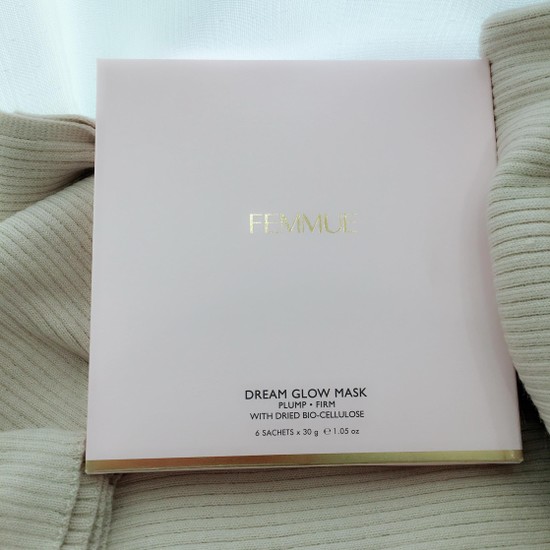 FEMMUE
DREAM GLOW MASK
PLUMP • FIRM
WITH DRIED BIO-CELLULOSE
6 SACHETS x 30 g ℮ 1.05 oz